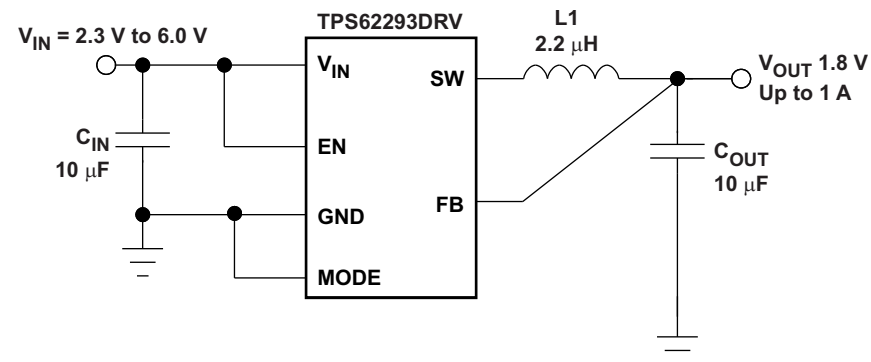 TPS62293DRV
L1
2.2 μH
V_IN = 2.3 V to 6.0 V
V_IN
SW
V_OUT 1.8 V
Up to 1 A
C_IN
10 μF
EN
C_OUT
10 μF
FB
GND
MODE